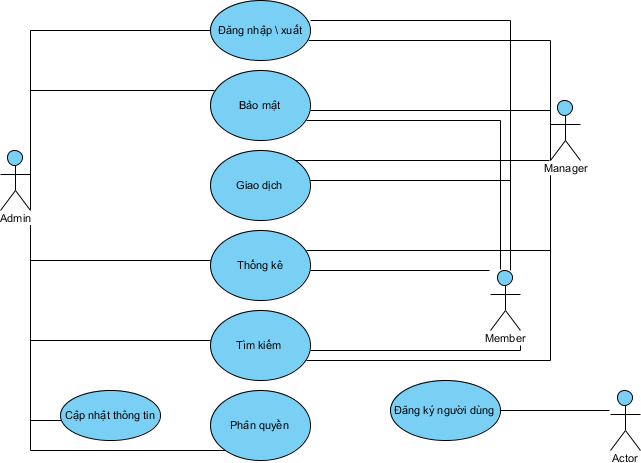 Đăng nhập \ xuất
Bảo mật
Manager
Giao dịch
Admin
Thống kê
Member
Tìm kiếm
Cập nhật thông tin
Đăng ký người dùng
Phân quyền
Actor